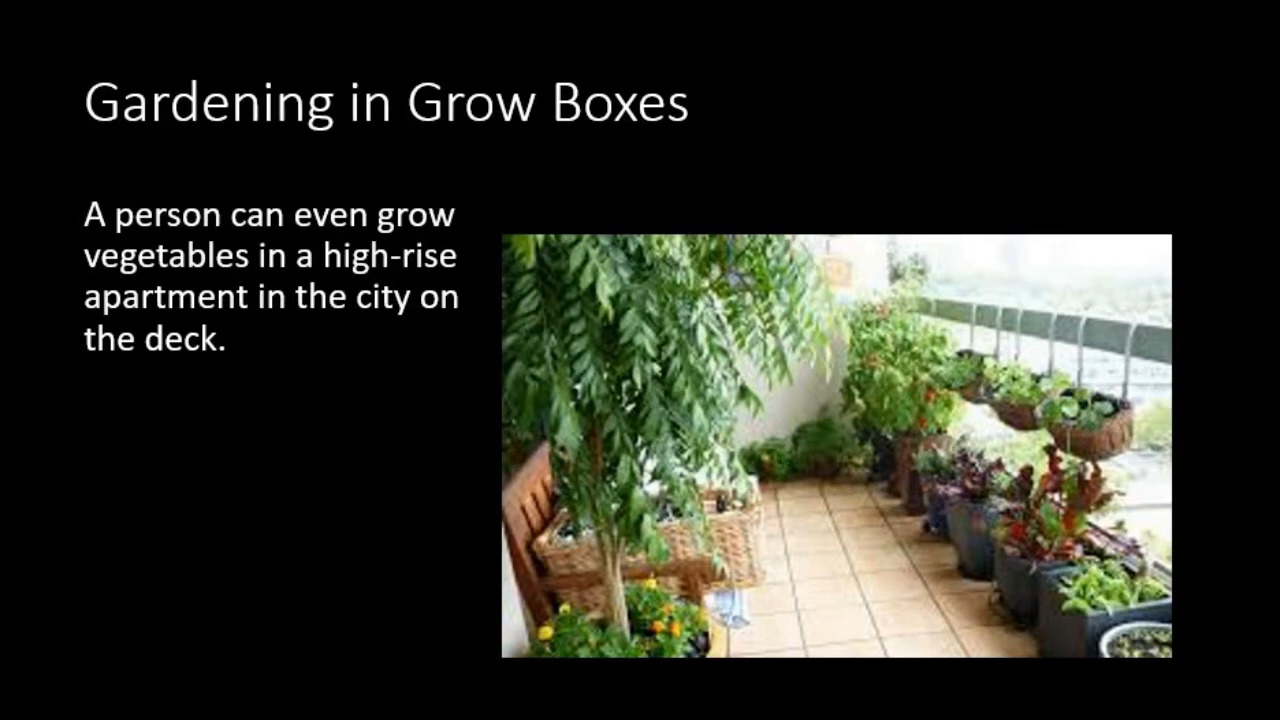 Gardening in Grow Boxes
A person can even grow
vegetables in a high-rise
apartment in the city on
the deck.